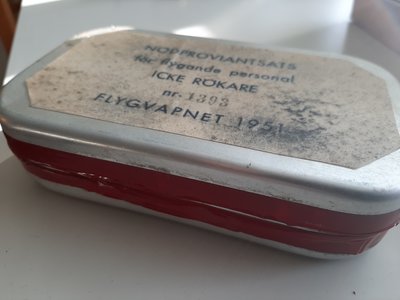 NÖDPROVIANTSATS
för flygande personal
ICKE RÖKARE
nr. 1393
FLYGVAPNET 1951